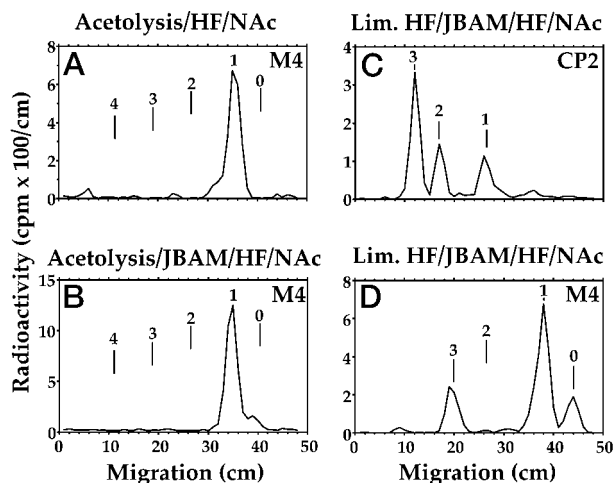 Acetolysis/HF/NAc
Lim. HF/JBAM/HF/NAc
A
M4
C
CP2
4 3 2 1 0
3 2 1
8 6 4 2 0
4 3 2 1 0
Acetolysis/JBAM/HF/NAc
Lim. HF/JBAM/HF/NAc
B
M4
D
M4
4 3 2 1 0
3 2 1 0
15 10 5 0
8 6 4 2 0
0 10 20 30 40 50
0 10 20 30 40 50
Migration (cm)
Migration (cm)
Radioactivity (cpm x 100/cm)